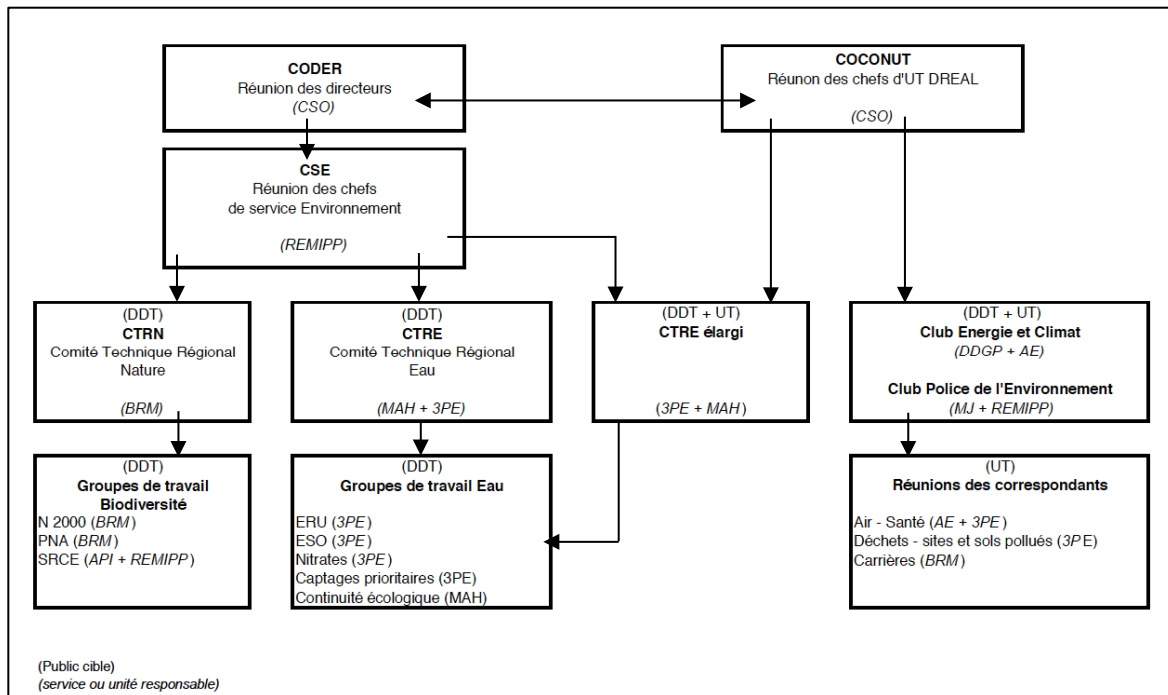 CODER
Réunion des directeurs
(CSO)
COCONUT
Réunon des chefs d'UT DREAL
(CSO)
CSE
Réunion des chefs
de service Environnement
(REMIPP)
(DDT)
CTRN
Comité Technique Régional
Nature
(BRM)
(DDT)
CTRE
Comité Technique Régional
Eau
(MAH + 3PE)
(DDT + UT)
CTRE élargi
(3PE + MAH)
(DDT + UT)
Club Energie et Climat
(DDGP + AE)
Club Police de l'Environnement
(MJ + REMIPP)
(DDT)
Groupes de travail
Biodiversité
N 2000 (BRM)
PNA (BRM)
SRCE (API + REMIPP)
(DDT)
Groupes de travail Eau
ERU (3PE)
ESO (3PE)
Nitrates (3PE)
Captages prioritaires (3PE)
Continuité écologique (MAH)
(UT)
Réunions des correspondants
Air - Santé (AE + 3PE)
Déchets - sites et sols pollués (3PE)
Carrières (BRM)
(Public cible)
(service ou unité responsable)